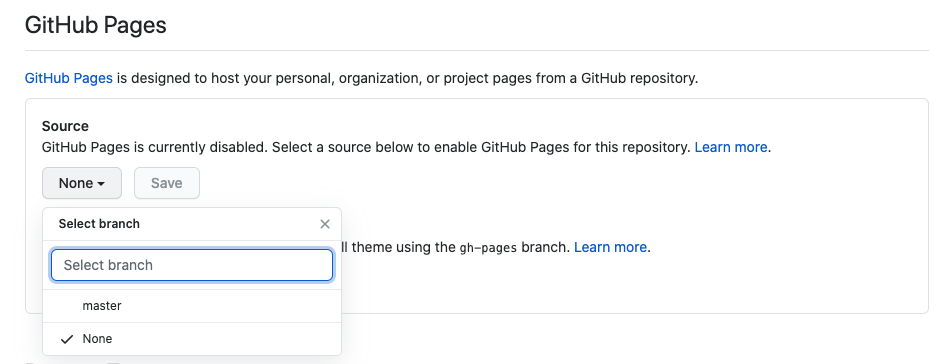 GitHub Pages
GitHub Pages is designed to host your personal, organization, or project pages from a GitHub repository.
Source
GitHub Pages is currently disabled. Select a source below to enable GitHub Pages for this repository. Learn more.
None Save
Select branch
ll theme using the gh-pages branch. Learn more.
Select branch
master
None